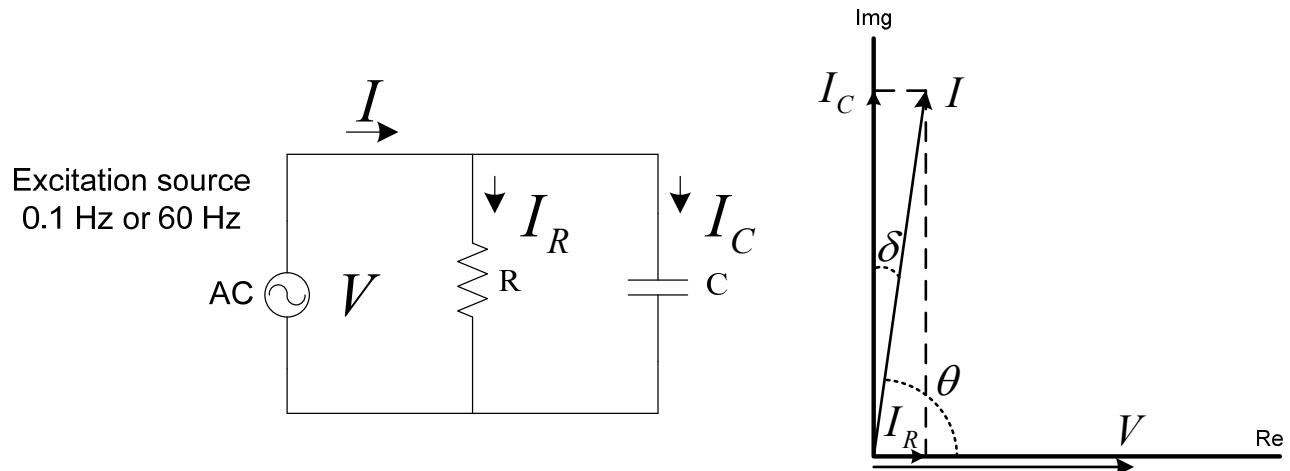 I
Excitation source
0.1 Hz or 60 Hz
I_R
I_C
AC
V
R
C
Img
I_C
I
δ
θ
I_R
V
Re